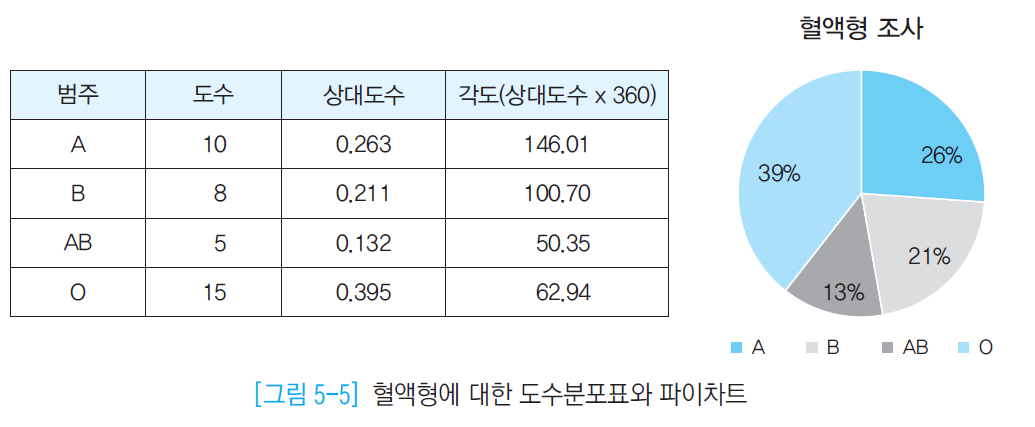 혈액형 조사
범주 도수 상대도수 각도(상대도수 x 360)
A 10 0.263 146.01
B 8 0.211 100.70
AB 5 0.132 50.35
O 15 0.395 62.94
26%
39%
21%
13%
A B AB O
[그림 5-5] 혈액형에 대한 도수분포표와 파이차트